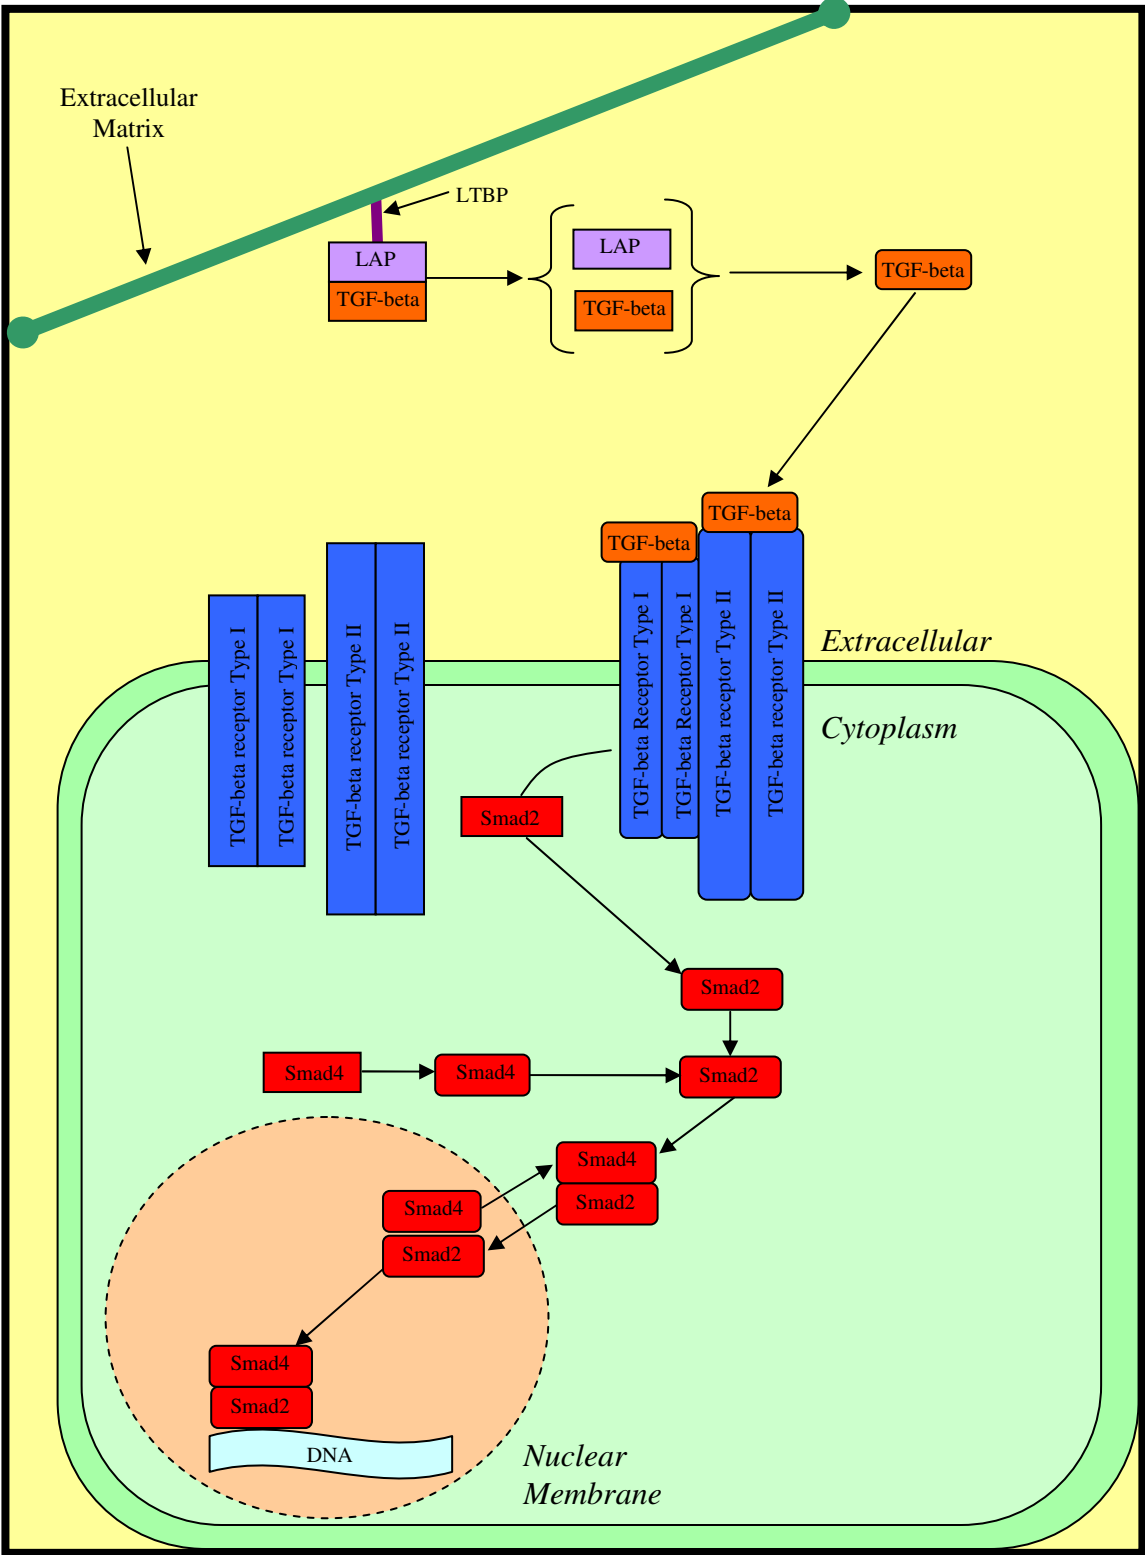 Extracellular
Matrix
LTBP
LAP
TGF-beta
LAP
TGF-beta
TGF-beta
TGF-beta
TGF-beta
TGF-beta receptor Type I
TGF-beta receptor Type I
TGF-beta receptor Type II
TGF-beta receptor Type II
TGF-beta Receptor Type I
TGF-beta Receptor Type I
TGF-beta receptor Type II
TGF-beta receptor Type II
Extracellular
Cytoplasm
Smad2
Smad2
Smad4
Smad4
Smad2
Smad4
Smad2
Smad4
Smad2
Smad4
Smad2
DNA
Nuclear
Membrane